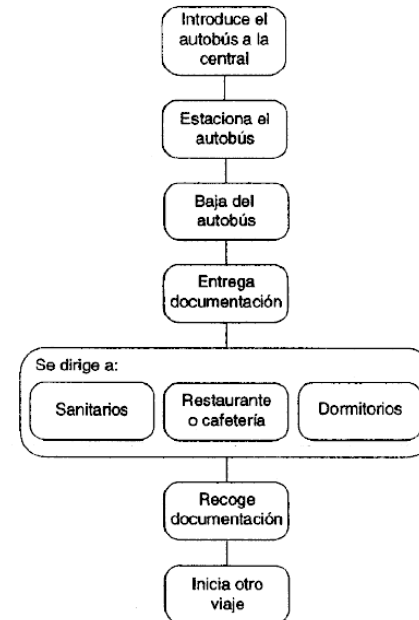 Introduce el
autobús a la
central
Estaciona el
autobús
Baja del
autobús
Entrega
documentación
Se dirige a:
Sanitarios
Restaurante
o cafetería
Dormitorios
Recoge
documentación
Inicia otro
viaje